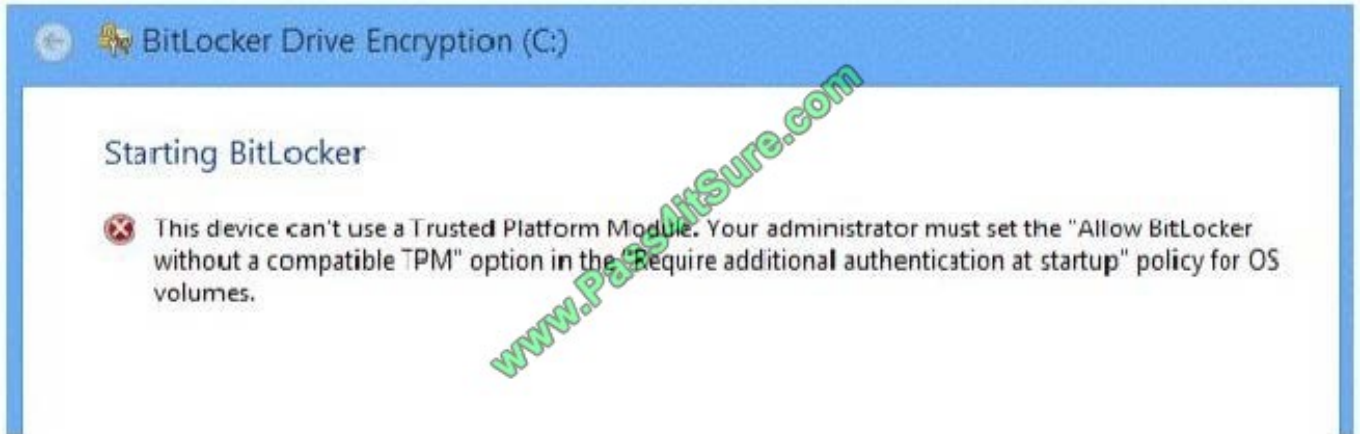 BitLocker Drive Encryption (C:)
Starting BitLocker
This device can't use a Trusted Platform Module. Your administrator must set the "Allow BitLocker
without a compatible TPM" option in the "Require additional authentication at startup" policy for OS
volumes.
www.Pass4itSure.com